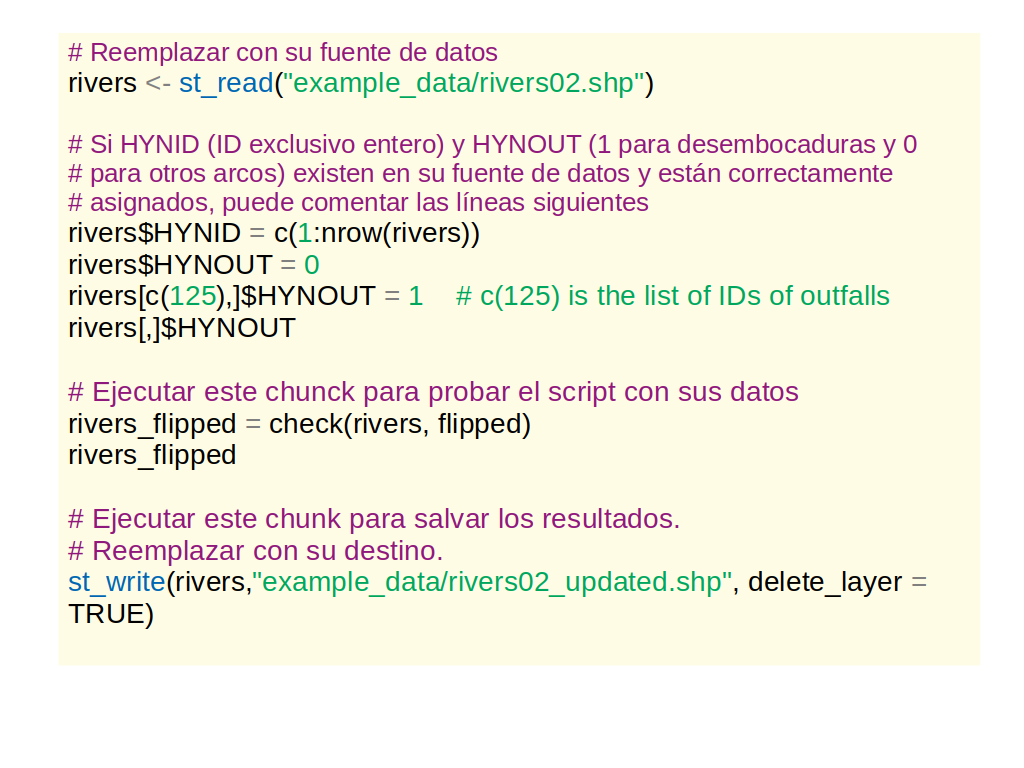 # Reemplazar con su fuente de datos
rivers <- st_read("example_data/rivers02.shp")
# Si HYNID (ID exclusivo entero) y HYNOUT (1 para desembocaduras y 0
# para otros arcos) existen en su fuente de datos y están correctamente
# asignados, puede comentar las líneas siguientes
rivers$HYNID = c(1:nrow(rivers))
rivers$HYNOUT = 0
rivers[c(125),]$HYNOUT = 1    # c(125) is the list of IDs of outfalls
rivers[,]$HYNOUT
# Ejecutar este chunck para probar el script con sus datos
rivers_flipped = check(rivers, flipped)
rivers_flipped
# Ejecutar este chunk para salvar los resultados.
# Reemplazar con su destino.
st_write(rivers,"example_data/rivers02_updated.shp", delete_layer =
TRUE)